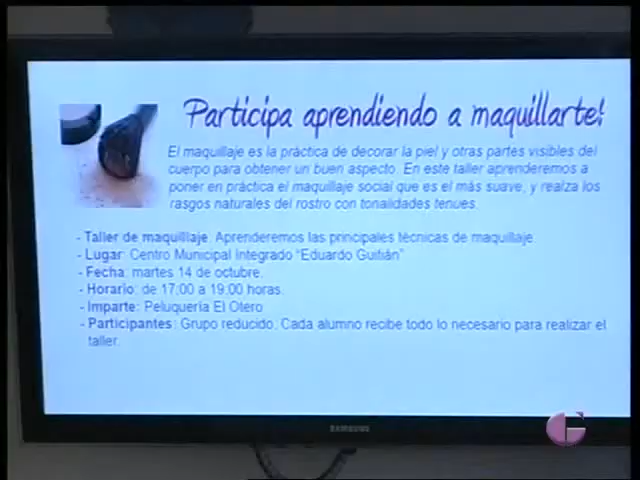 Participa aprendiendo a maquillarte!
El maquillaje es la práctica de decorar la piel y otras partes visibles del
cuerpo para obtener un buen aspecto. En este taller aprenderemos a
poner en práctica el maquillaje social que es el más suave, y realza los
rasgos naturales del rostro con tonalidades tenues.
- Taller de maquillaje. Aprenderemos las principales técnicas de maquillaje.
- Lugar: Centro Municipal Integrado "Eduardo Guitián"
- Fecha: martes 14 de octubre.
- Horario: de 17:00 a 19:00 horas.
- Imparte: Peluquería El Otero
- Participantes: Grupo reducido. Cada alumno recibe todo lo necesario para realizar el
taller.
SAMSUNG